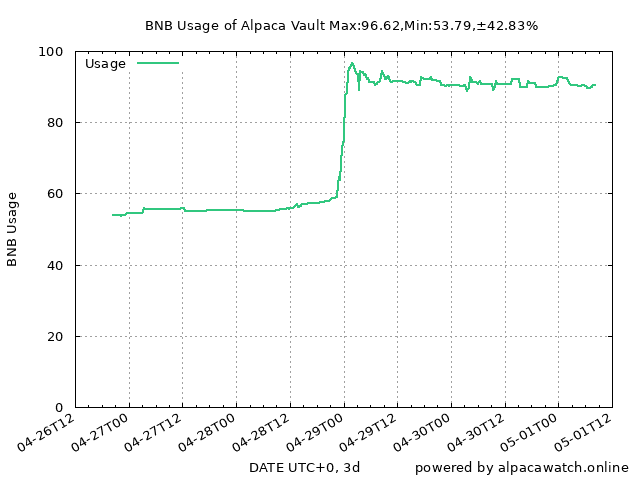 BNB Usage of Alpaca Vault Max:96.62,Min:53.79,±42.83%
Usage
100
80
60
40
20
0
BNB Usage
04-26T12
04-27T00
04-27T12
04-28T00
04-28T12
04-29T00
04-29T12
04-30T00
04-30T12
05-01T00
05-01T12
DATE UTC+0, 3d
powered by alpacawatch.online